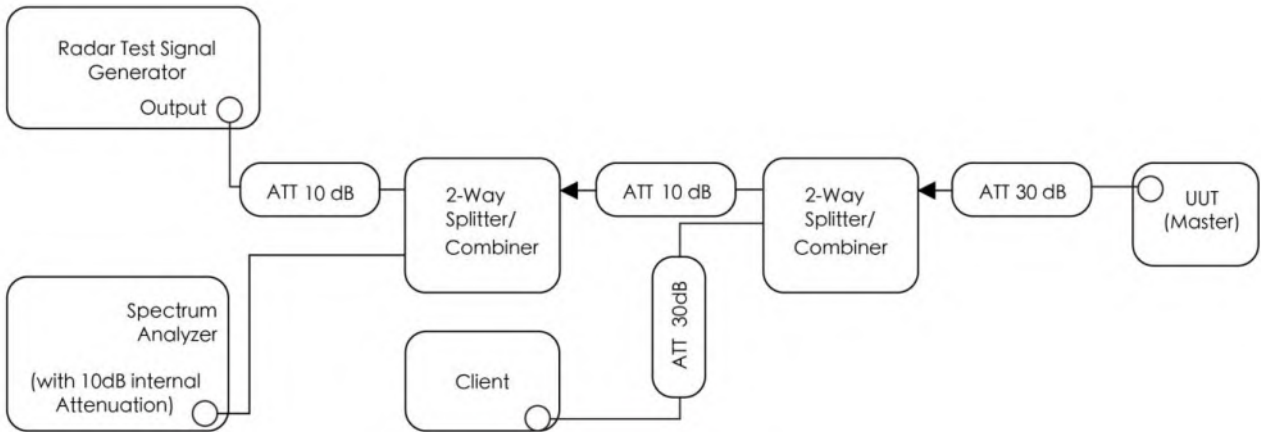 Radar Test Signal
Generator
Output
ATT 10 dB
2-Way
Splitter/
Combiner
ATT 10 dB
2-Way
Splitter/
Combiner
ATT 30 dB
UUT
(Master)
Spectrum
Analyzer
(with 10dB internal
Attenuation)
Client
ATT 30dB